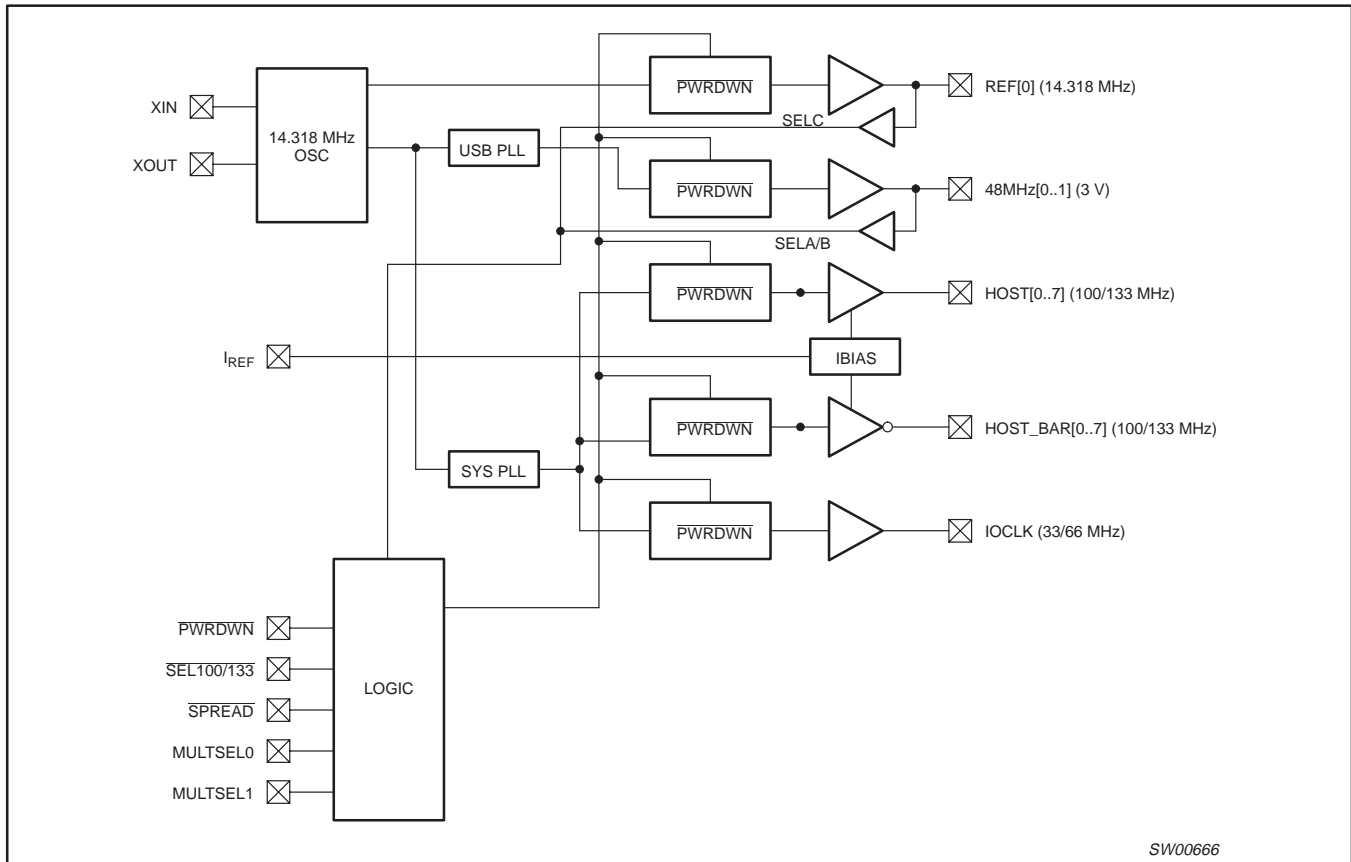 XIN
XOUT
14.318 MHz
OSC
USB PLL
PWRDWN
REF[0] (14.318 MHz)
SELC
PWRDWN
48MHz[0..1] (3 V)
SELA/B
PWRDWN
HOST[0..7] (100/133 MHz)
IREF
IBIAS
PWRDWN
HOST_BAR[0..7] (100/133 MHz)
SYS PLL
PWRDWN
IOCLK (33/66 MHz)
PWRDWN
SEL100/133
SPREAD
MULTSEL0
MULTSEL1
LOGIC
SW00666